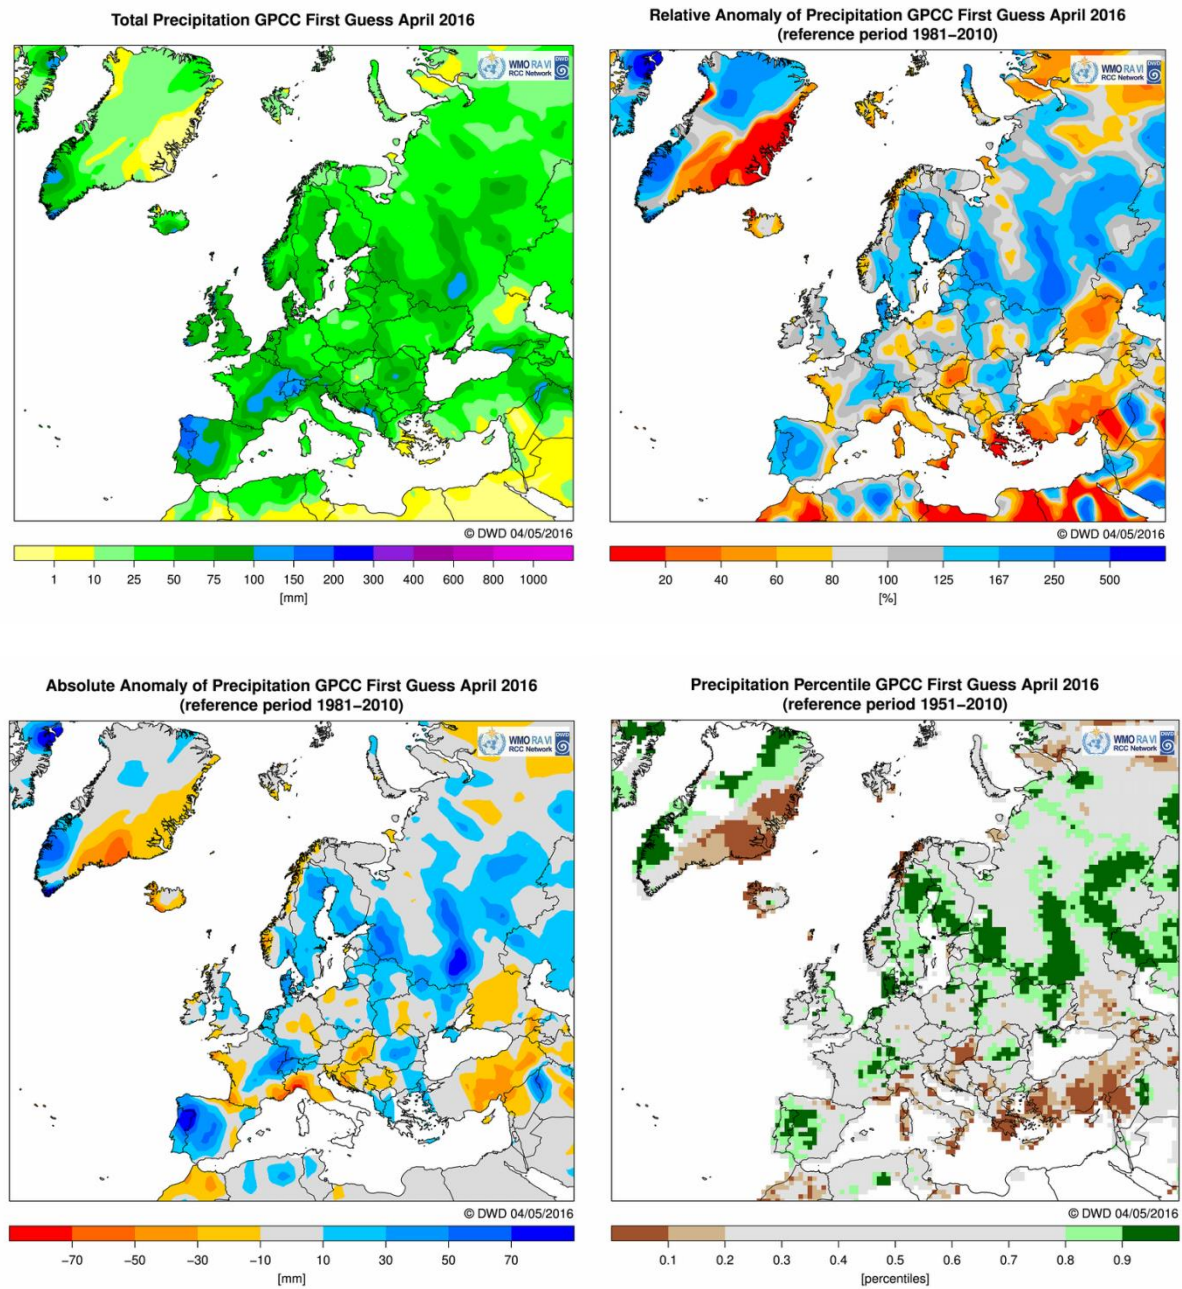 Total Precipitation GPCC First Guess April 2016
WMO RA VI
RCC Network
DWD
© DWD 04/05/2016
1 10 25 50 75 100 150 200 300 400 600 800 1000
[mm]
Relative Anomaly of Precipitation GPCC First Guess April 2016
(reference period 1981−2010)
WMO RA VI
RCC Network
DWD
© DWD 04/05/2016
20 40 60 80 100 125 167 250 500
[%]
Absolute Anomaly of Precipitation GPCC First Guess April 2016
(reference period 1981−2010)
WMO RA VI
RCC Network
DWD
© DWD 04/05/2016
−70 −50 −30 −10 10 30 50 70
[mm]
Precipitation Percentile GPCC First Guess April 2016
(reference period 1951−2010)
WMO RA VI
RCC Network
DWD
© DWD 04/05/2016
0.1 0.2 0.3 0.4 0.5 0.6 0.7 0.8 0.9
[percentiles]